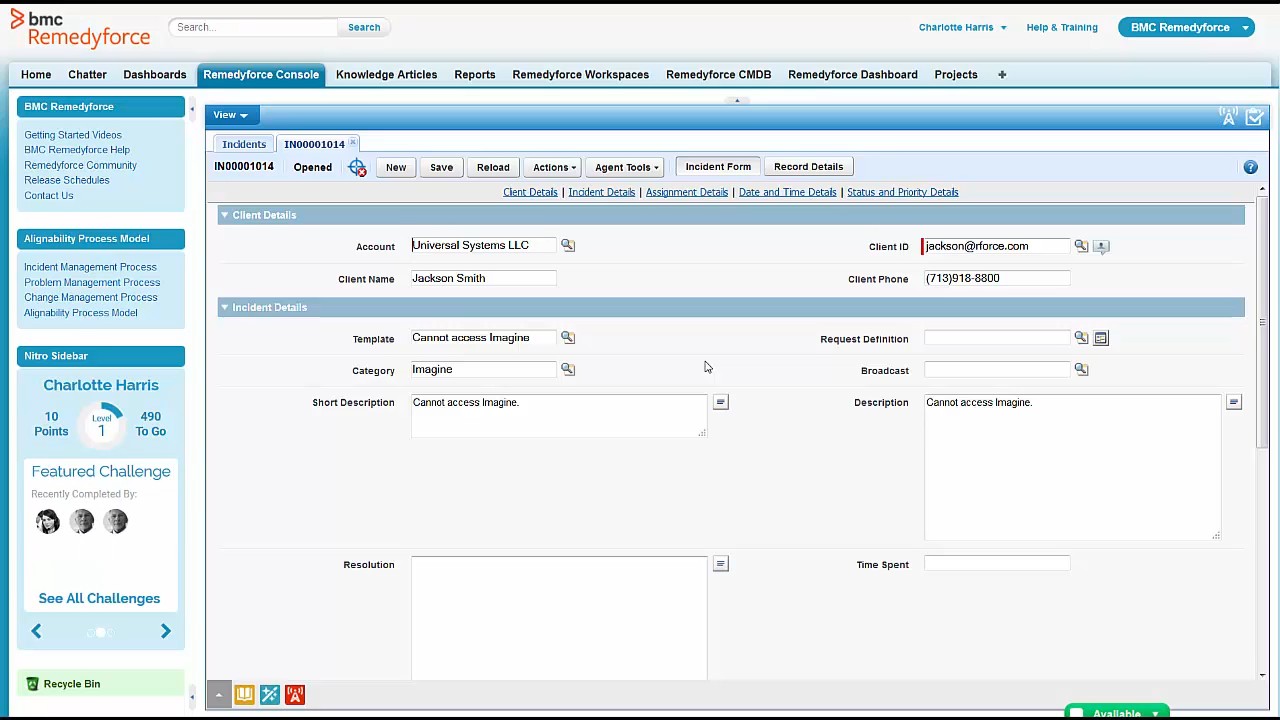 bmc
Remedyforce
Search...
Search
Charlotte Harris
Help & Training
BMC Remedyforce
Home
Chatter
Dashboards
Remedyforce Console
Knowledge Articles
Reports
Remedyforce Workspaces
Remedyforce CMDB
Remedyforce Dashboard
Projects
BMC Remedyforce
Getting Started Videos
BMC Remedyforce Help
Remedyforce Community
Release Schedules
Contact Us
Alignability Process Model
Incident Management Process
Problem Management Process
Change Management Process
Alignability Process Model
Nitro Sidebar
Charlotte Harris
10
Points
Level
1
490
To Go
Featured Challenge
Recently Completed By:
See All Challenges
Recycle Bin
View
Incidents
IN00001014
IN00001014
Opened
New
Save
Reload
Actions
Agent Tools
Incident Form
Record Details
Client Details | Incident Details | Assignment Details | Date and Time Details | Status and Priority Details
Client Details
Account
Universal Systems LLC
Client ID
jackson@rforce.com
Client Name
Jackson Smith
Client Phone
(713)918-8800
Incident Details
Template
Cannot access Imagine
Request Definition
Category
Imagine
Broadcast
Short Description
Cannot access Imagine.
Description
Cannot access Imagine.
Resolution
Time Spent
Available